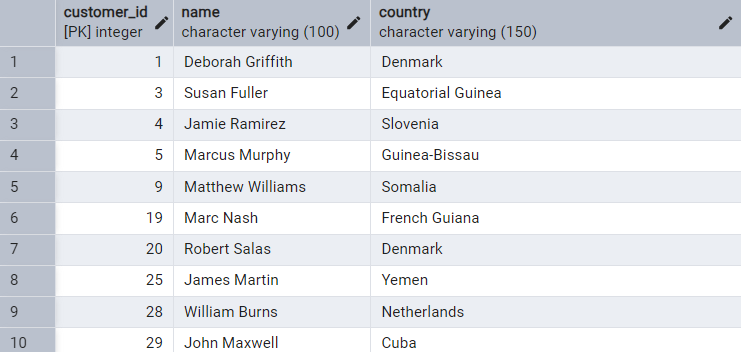 customer_id name country
[PK] integer character varying (100) character varying (150)
1 1 Deborah Griffith Denmark
2 3 Susan Fuller Equatorial Guinea
3 4 Jamie Ramirez Slovenia
4 5 Marcus Murphy Guinea-Bissau
5 9 Matthew Williams Somalia
6 19 Marc Nash French Guiana
7 20 Robert Salas Denmark
8 25 James Martin Yemen
9 28 William Burns Netherlands
10 29 John Maxwell Cuba